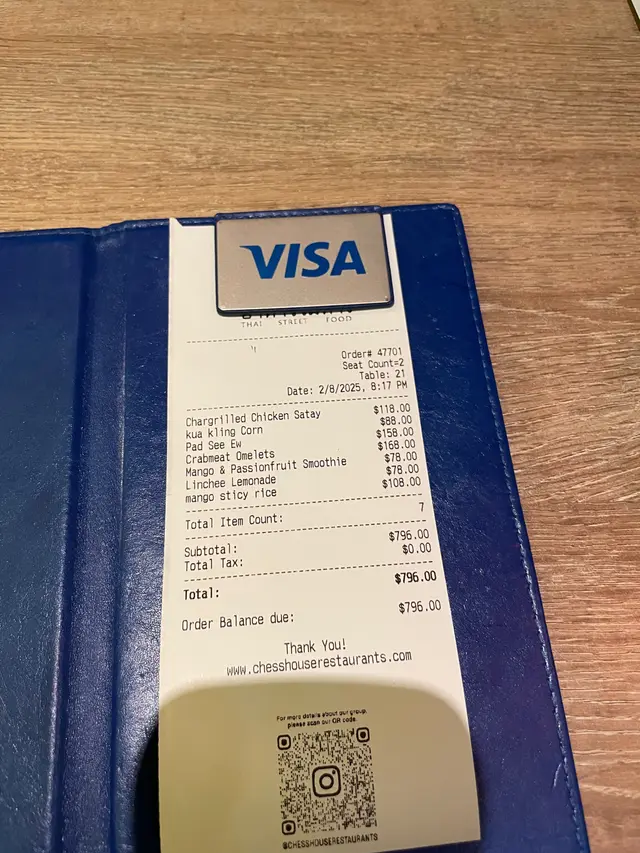 VISA
THAI STREET FOOD
Order# 47701
Seat Count=2
Table: 21
Date: 2/8/2025, 8:17 PM
Chargrilled Chicken Satay $118.00
kua kling Corn $88.00
Pad See Ew $158.00
Crabmeat Omelets $168.00
Mango & Passionfruit Smoothie $78.00
Linchee Lemonade $78.00
mango sticy rice $108.00
Total Item Count: 7
Subtotal: $796.00
Total Tax: $0.00
Total: $796.00
Order Balance due: $796.00
Thank You!
www.chesshouserestaurants.com
For more details about our group,
please scan our QR code.
@CHESSHOUSERESTAURANTS